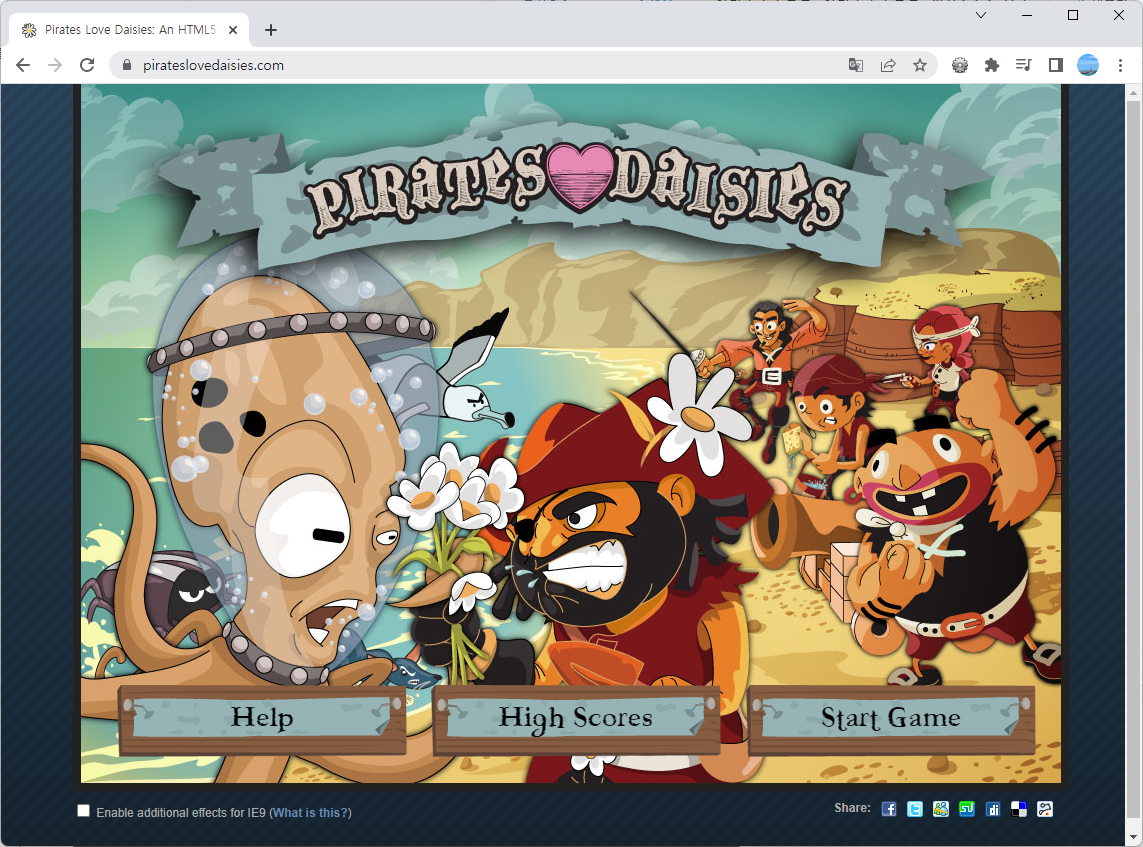 Pirates Love Daisies: An HTML5
pirateslovedaisies.com
PIRATES DAISIES
Help
High Scores
Start Game
Enable additional effects for IE9 (What is this?)
Share: